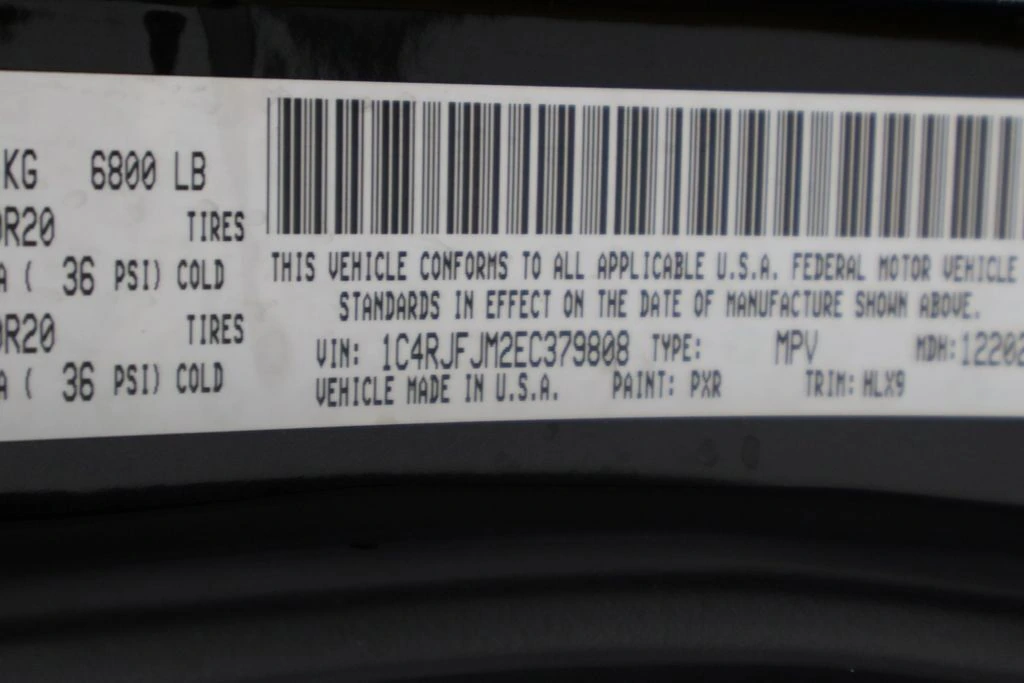 KG 6800 LB
R20 TIRES
A ( 36 PSI) COLD
R20 TIRES
A ( 36 PSI) COLD
THIS VEHICLE CONFORMS TO ALL APPLICABLE U.S.A. FEDERAL MOTOR VEHICLE
STANDARDS IN EFFECT ON THE DATE OF MANUFACTURE SHOWN ABOVE.
VIN: 1C4RJFJM2EC379808 TYPE: MPV MDH:12202
VEHICLE MADE IN U.S.A. PAINT: PXR TRIM: HLX9